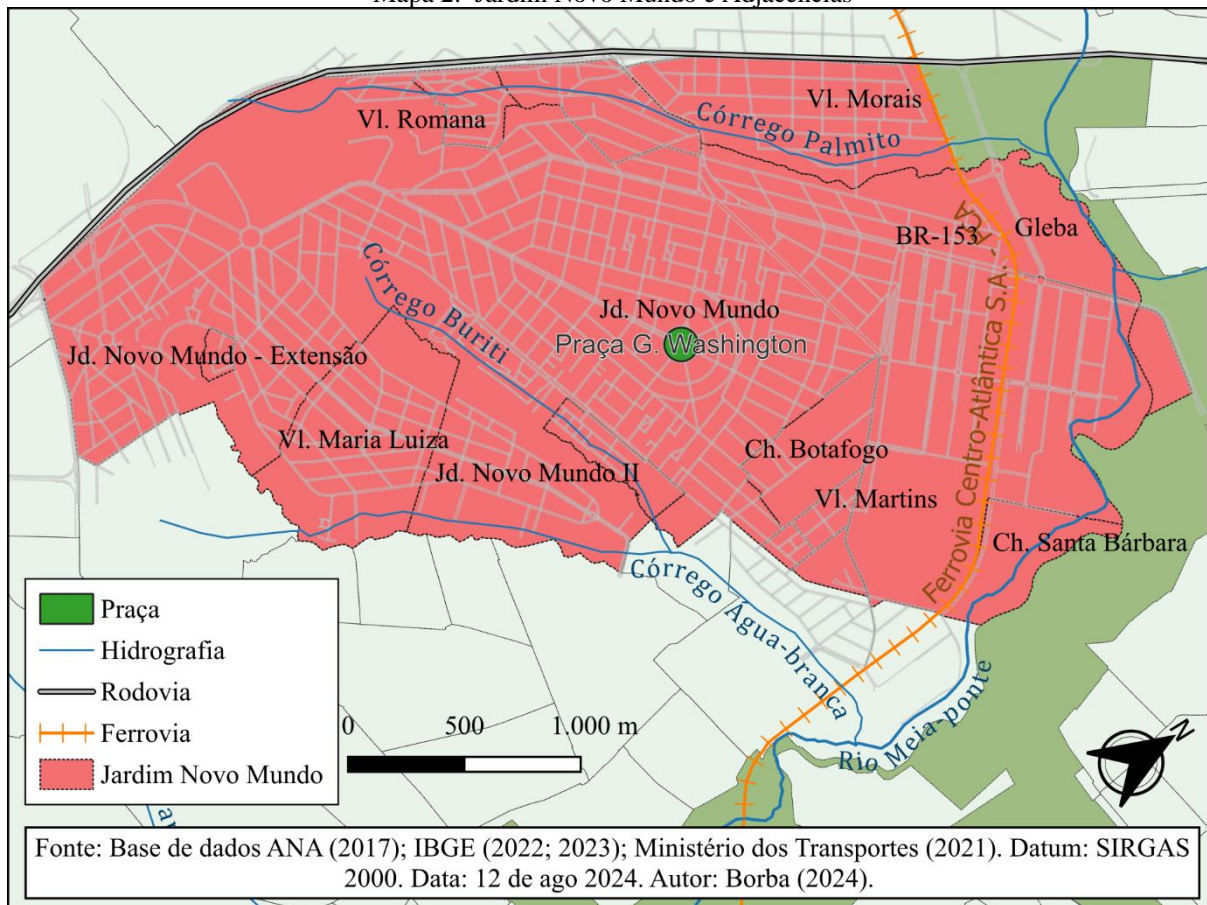 Mapa 2: Jardim Novo Mundo e Adjacências
Vl. Morais
Vl. Romana
Córrego Palmito
BR-153
Gleba
Córrego Buriti
Jd. Novo Mundo
Praça G. Washington
Jd. Novo Mundo - Extensão
Vl. Maria Luiza
Jd. Novo Mundo II
Ch. Botafogo
Vl. Martins
Ferrovia Centro-Atlântica S.A. - FCA
Ch. Santa Bárbara
Córrego Água-branca
Rio Meia-ponte
N
Praça
Hidrografia
Rodovia
Ferrovia
Jardim Novo Mundo
0 500 1.000 m
Fonte: Base de dados ANA (2017); IBGE (2022; 2023); Ministério dos Transportes (2021). Datum: SIRGAS
2000. Data: 12 de ago 2024. Autor: Borba (2024).